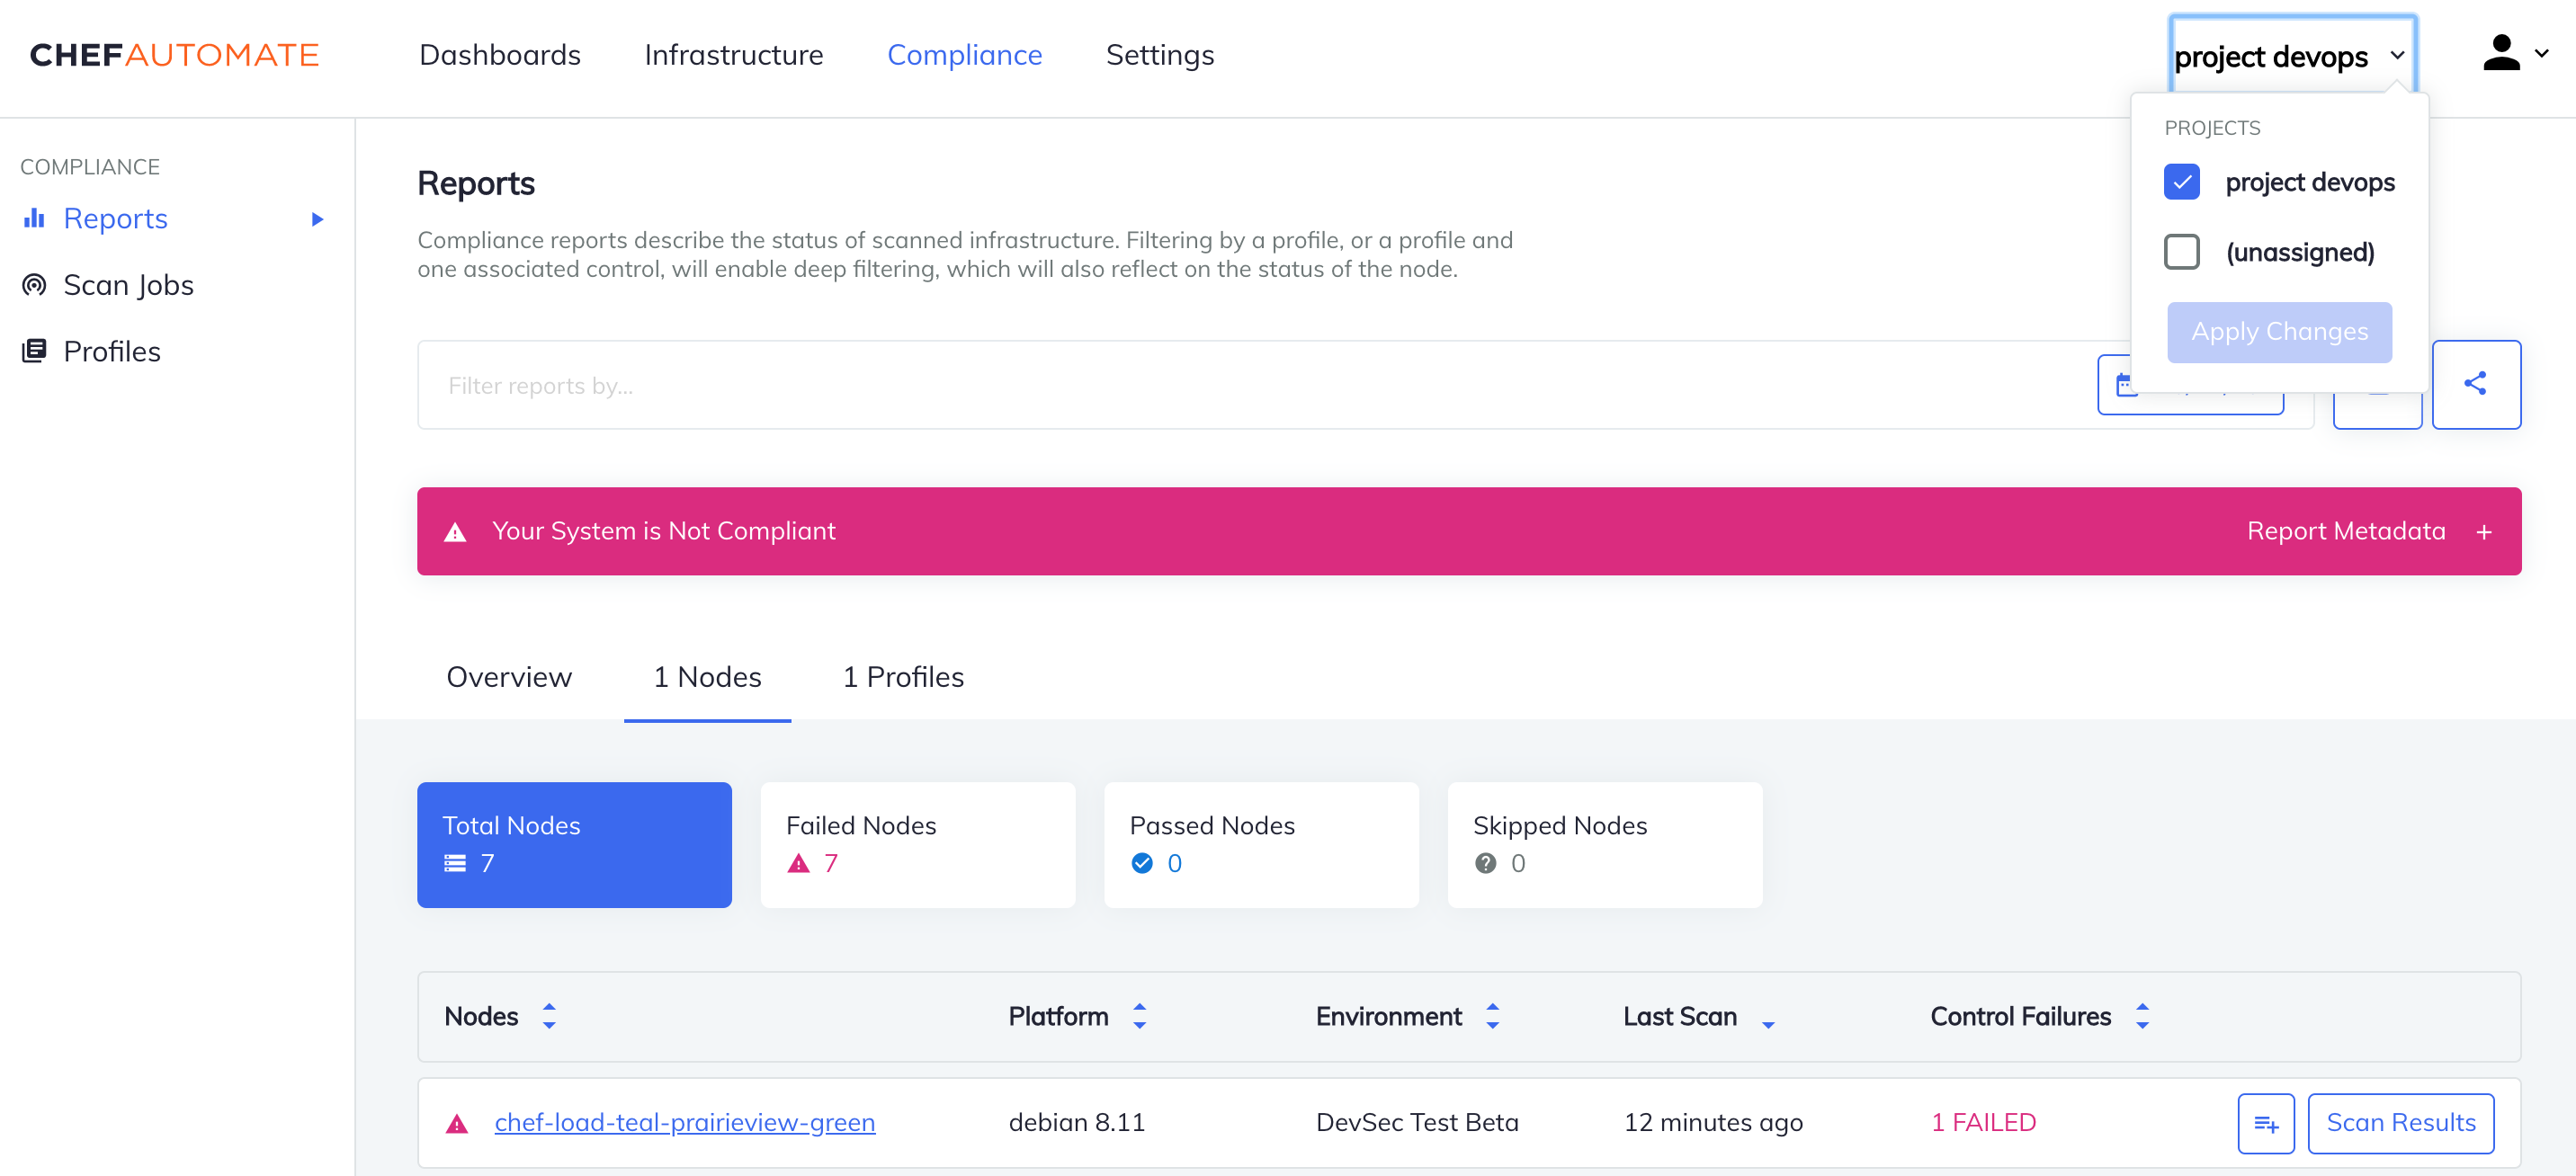 CHEFAUTOMATE
Dashboards
Infrastructure
Compliance
Settings
project devops
PROJECTS
project devops
(unassigned)
Apply Changes
COMPLIANCE
Reports
Scan Jobs
Profiles
Reports
Compliance reports describe the status of scanned infrastructure. Filtering by a profile, or a profile and
one associated control, will enable deep filtering, which will also reflect on the status of the node.
Filter reports by...
Your System is Not Compliant
Report Metadata +
Overview
1 Nodes
1 Profiles
Total Nodes
7
Failed Nodes
7
Passed Nodes
0
Skipped Nodes
0
Nodes
Platform
Environment
Last Scan
Control Failures
chef-load-teal-prairieview-green
debian 8.11
DevSec Test Beta
12 minutes ago
1 FAILED
Scan Results